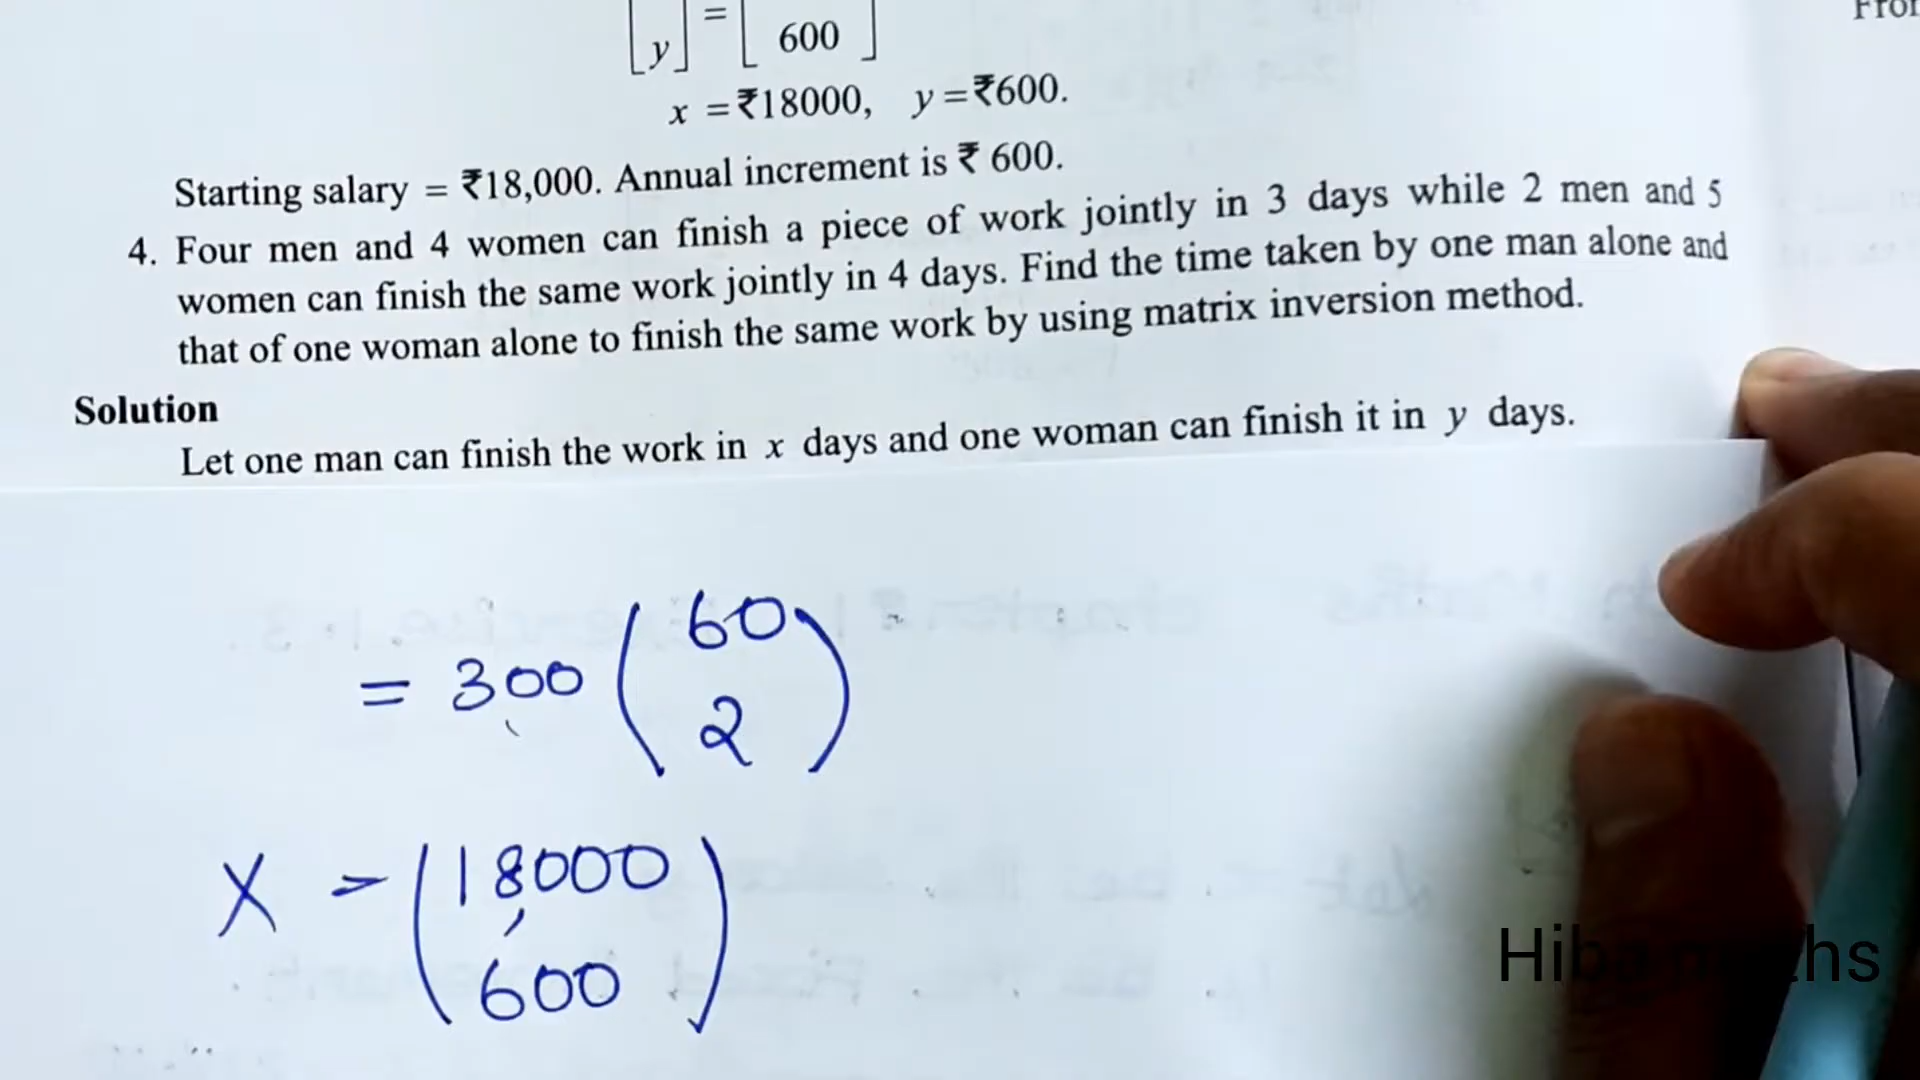 [y] = [600]
x = ₹18000, y = ₹600.
Starting salary = ₹18,000. Annual increment is ₹ 600.
4. Four men and 4 women can finish a piece of work jointly in 3 days while 2 men and 5
women can finish the same work jointly in 4 days. Find the time taken by one man alone and
that of one woman alone to finish the same work by using matrix inversion method.
Solution
Let one man can finish the work in x days and one woman can finish it in y days.
= 300 (60
2)
X = (18000
600)